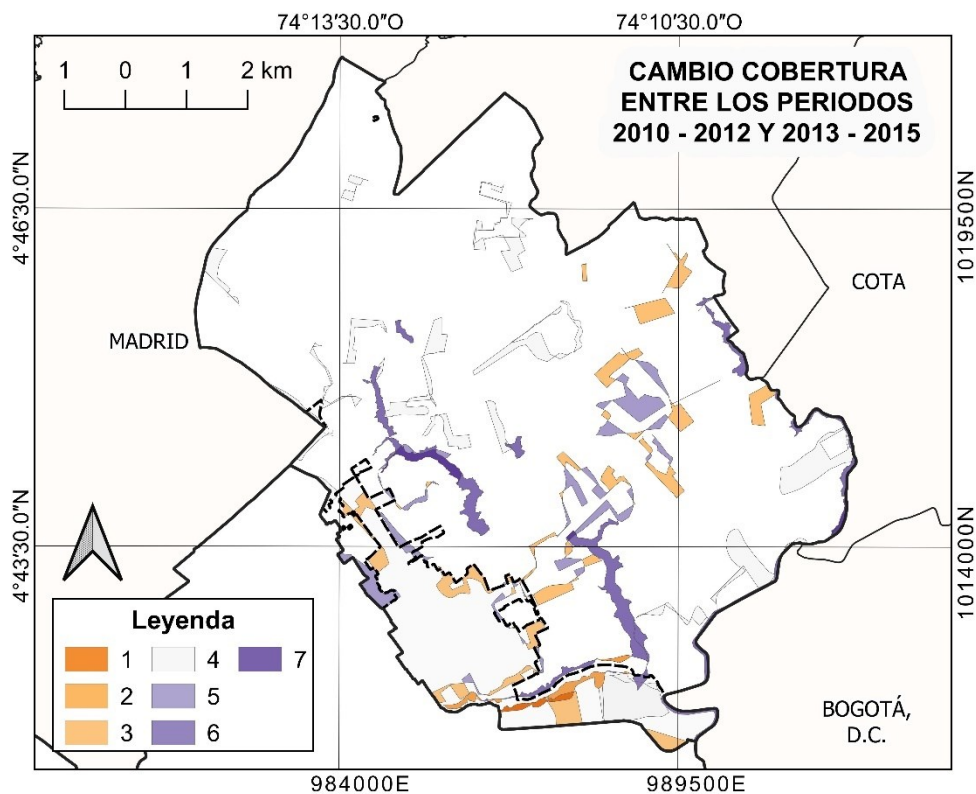 74°13'30.0"O 74°10'30.0"O
1 0 1 2 km
CAMBIO COBERTURA
ENTRE LOS PERIODOS
2010 - 2012 Y 2013 - 2015
4°46'30.0"N
1019500N
COTA
MADRID
4°43'30.0"N
1014000N
Leyenda
1 4 7
2 5
3 6
BOGOTÁ,
D.C.
984000E 989500E